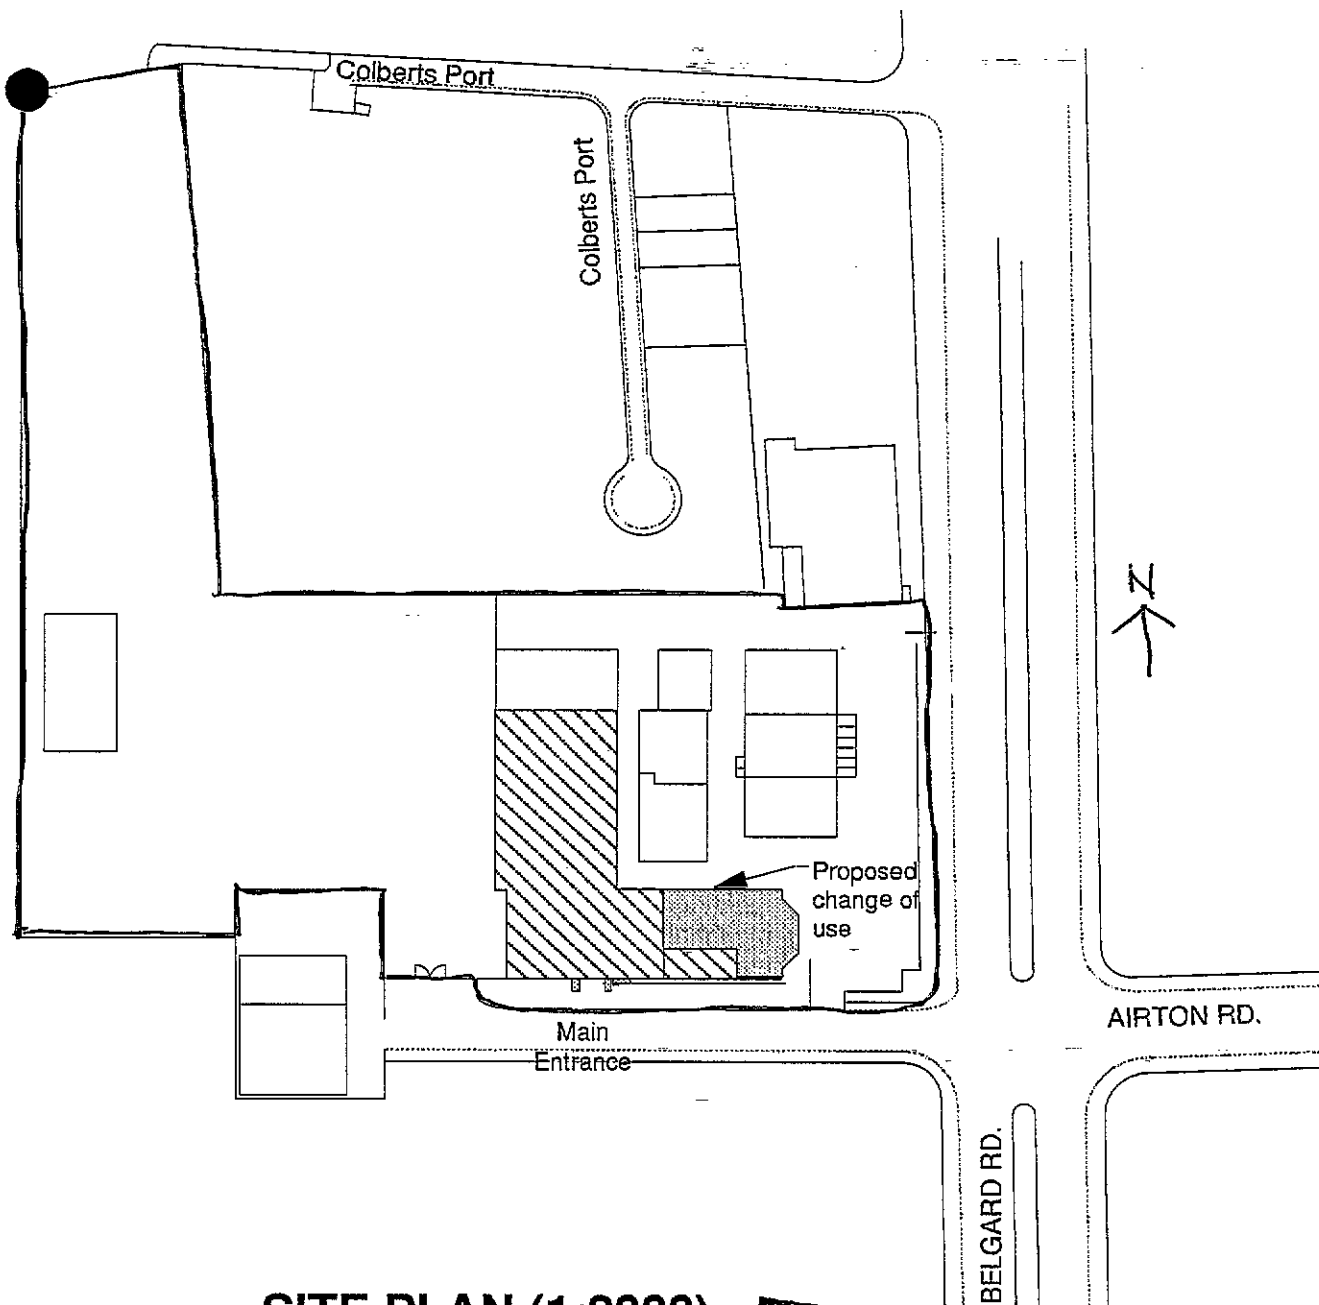 Colberts Port
Colberts Port
N
Proposed
change of
use
Main
Entrance
AIRTON RD.
BELGARD RD.